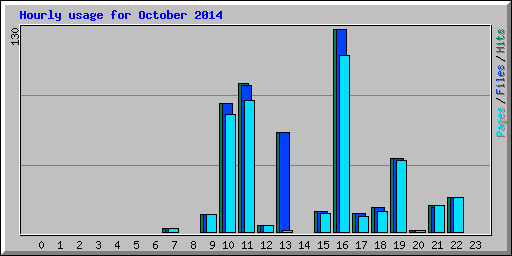 Hourly usage for October 2014
130
Pages/Files/Hits
0 1 2 3 4 5 6 7 8 9 10 11 12 13 14 15 16 17 18 19 20 21 22 23